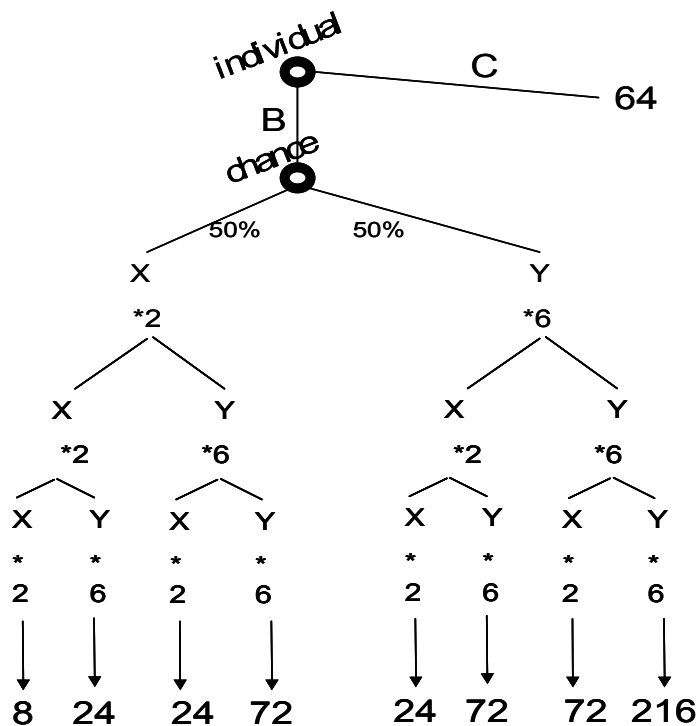 individual
C
64
B
chance
50% 50%
X Y
*2 *6
X Y X Y
*2 *6 *2 *6
X Y X Y X Y X Y
* * * * * * * *
2 6 2 6 2 6 2 6
8 24 24 72 24 72 72 216